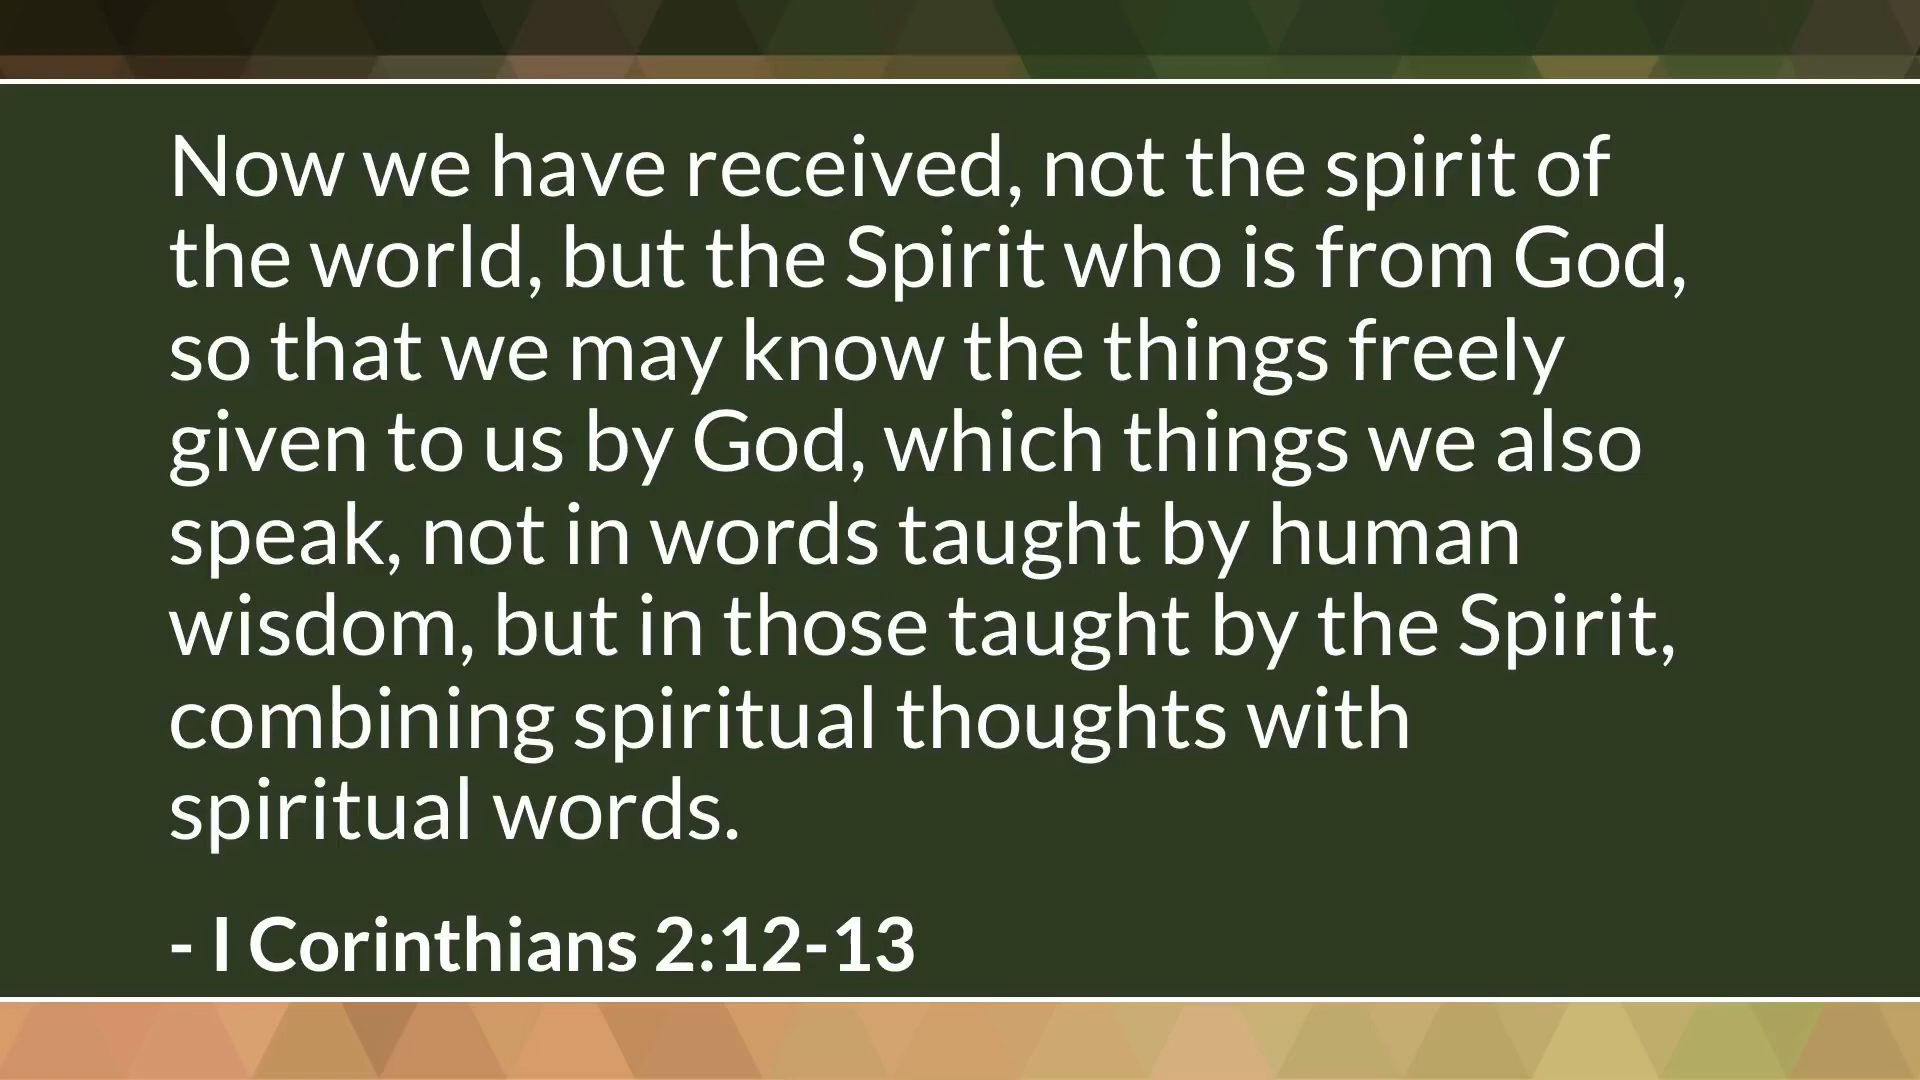 Now we have received, not the spirit of
the world, but the Spirit who is from God,
so that we may know the things freely
given to us by God, which things we also
speak, not in words taught by human
wisdom, but in those taught by the Spirit,
combining spiritual thoughts with
spiritual words.
- I Corinthians 2:12-13